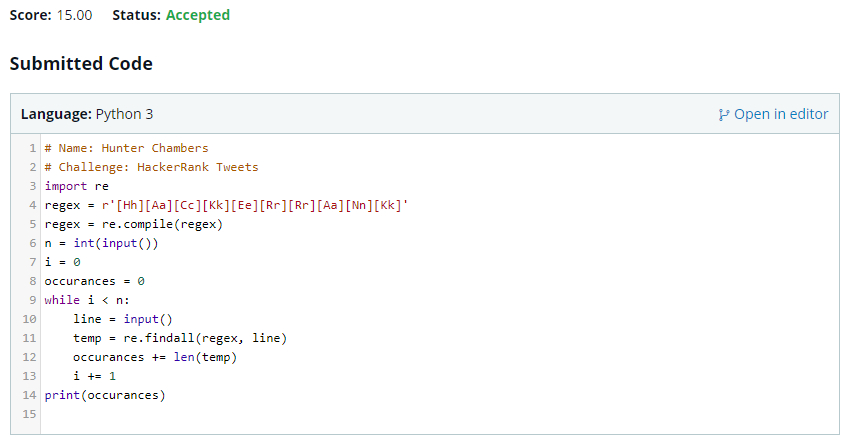 Score: 15.00 Status: Accepted
Submitted Code
Language: Python 3 Open in editor
1 # Name: Hunter Chambers
2 # Challenge: HackerRank Tweets
3 import re
4 regex = r'[Hh][Aa][Cc][Kk][Ee][Rr][Rr][Aa][Nn][Kk]'
5 regex = re.compile(regex)
6 n = int(input())
7 i = 0
8 occurances = 0
9 while i < n:
10     line = input()
11     temp = re.findall(regex, line)
12     occurances += len(temp)
13     i += 1
14 print(occurances)
15